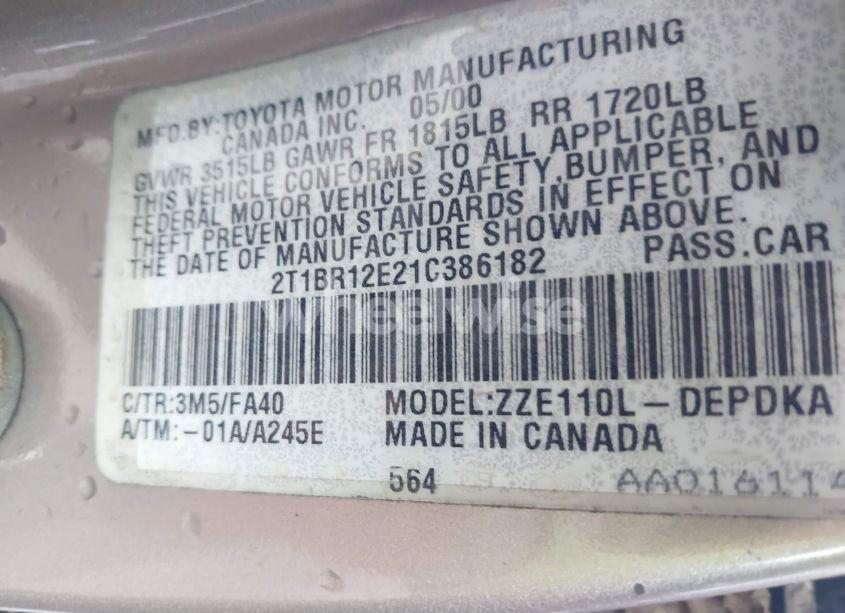 MFD.BY:TOYOTA MOTOR MANUFACTURING
CANADA INC. 05/00
GVWR 3515LB GAWR FR 1815LB RR 1720LB
THIS VEHICLE CONFORMS TO ALL APPLICABLE
FEDERAL MOTOR VEHICLE SAFETY,BUMPER, AND
THEFT PREVENTION STANDARDS IN EFFECT ON
THE DATE OF MANUFACTURE SHOWN ABOVE.
2T1BR12E21C386182 PASS.CAR
wheelwise
C/TR:3M5/FA40 MODEL:ZZE110L-DEPDKA
A/TM:-01A/A245E MADE IN CANADA
564